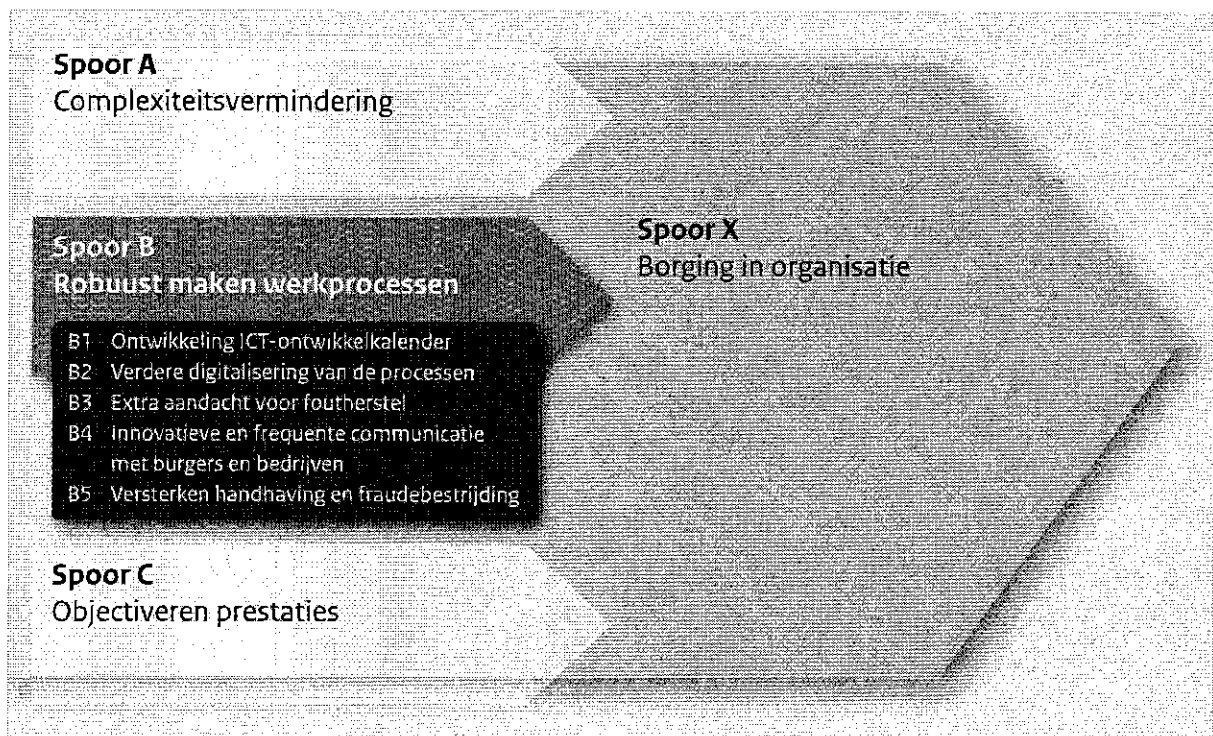 Spoor A
Complexiteitsvermindering
Spoor B
Robuust maken werkprocessen
B1 Ontwikkeling ICT-ontwikkelkalender
B2 Verdere digitalisering van de processen
B3 Extra aandacht voor foutherstel
B4 Innovatieve en frequente communicatie
met burgers en bedrijven
B5 Versterken handhaving en fraudebestrijding
Spoor C
Objectiveren prestaties
Spoor X
Borging in organisatie